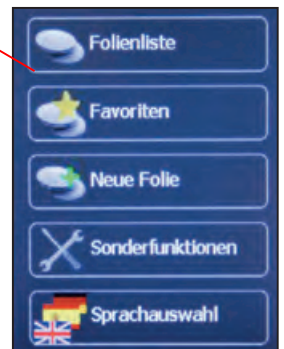 Folienliste
Favoriten
Neue Folie
Sonderfunktionen
Sprachauswahl